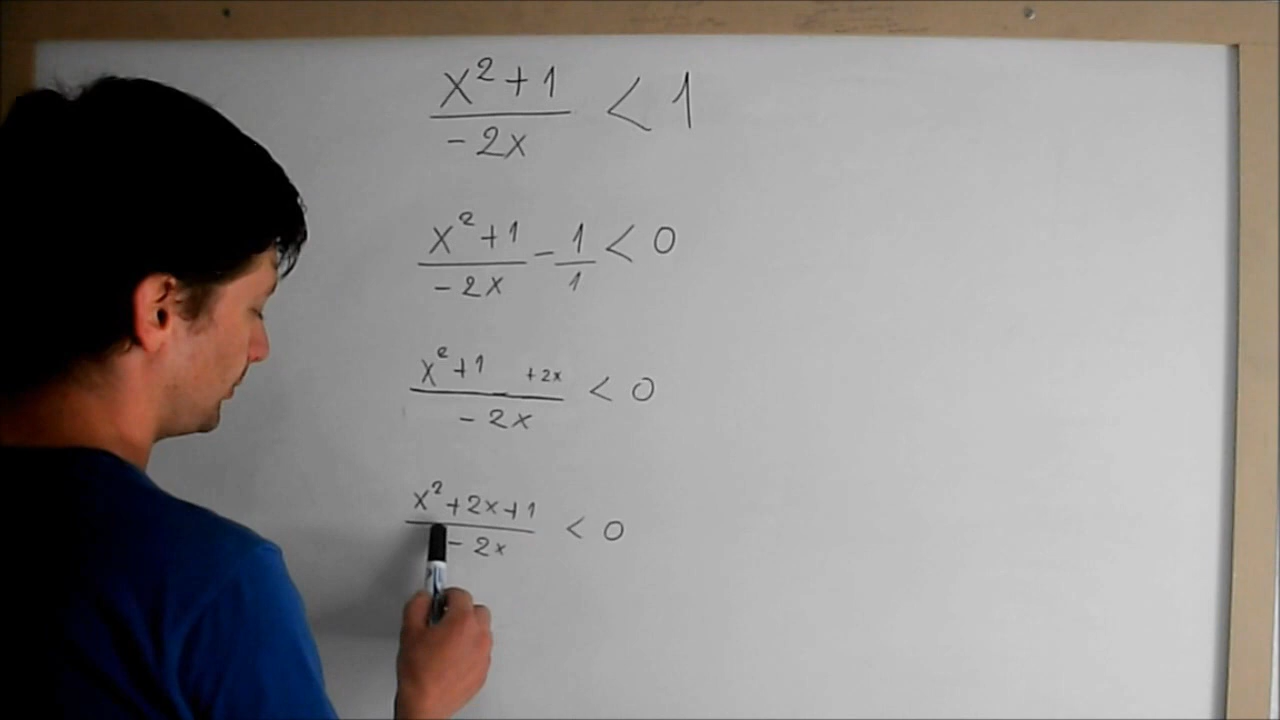 x²+1 / -2x < 1
x²+1 / -2x - 1/1 < 0
x²+1 +2x / -2x < 0
x²+2x+1 / -2x < 0